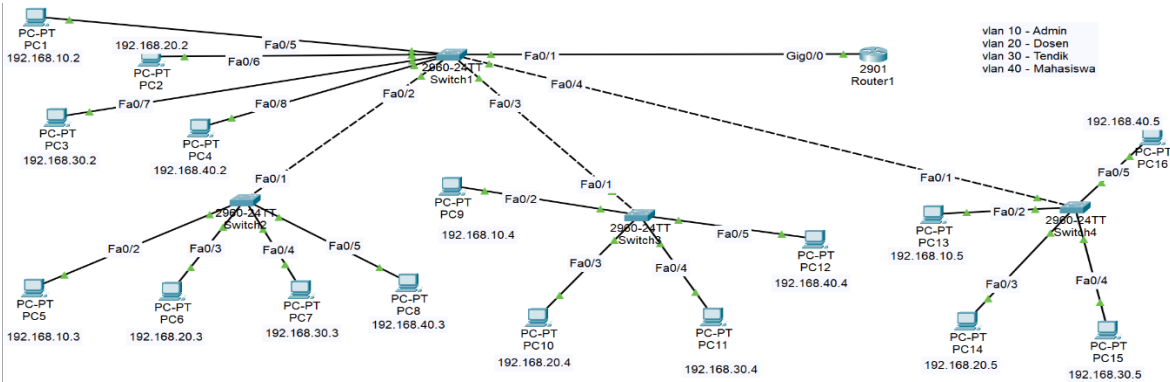 PC-PT
PC1
192.168.10.2
Fa0/5
192.168.20.2
PC-PT
PC2
Fa0/6
2960-24TT
Switch1
Fa0/1
Gig0/0
2901
Router1
vlan 10 - Admin
vlan 20 - Dosen
vlan 30 - Tendik
vlan 40 - Mahasiswa
Fa0/7
Fa0/8
Fa0/2
Fa0/3
Fa0/4
PC-PT
PC3
192.168.30.2
PC-PT
PC4
192.168.40.2
192.168.40.5
PC-PT
PC16
Fa0/1
2960-24TT
Switch2
Fa0/2
Fa0/3
Fa0/4
Fa0/5
PC-PT
PC5
192.168.10.3
PC-PT
PC6
192.168.20.3
PC-PT
PC7
192.168.30.3
PC-PT
PC8
192.168.40.3
Fa0/1
PC-PT
PC9
192.168.10.4
Fa0/2
2960-24TT
Switch3
Fa0/5
PC-PT
PC12
192.168.40.4
Fa0/3
Fa0/4
PC-PT
PC10
192.168.20.4
PC-PT
PC11
192.168.30.4
Fa0/1
Fa0/5
Fa0/2
2960-24TT
Switch4
PC-PT
PC13
192.168.10.5
Fa0/3
Fa0/4
PC-PT
PC14
192.168.20.5
PC-PT
PC15
192.168.30.5